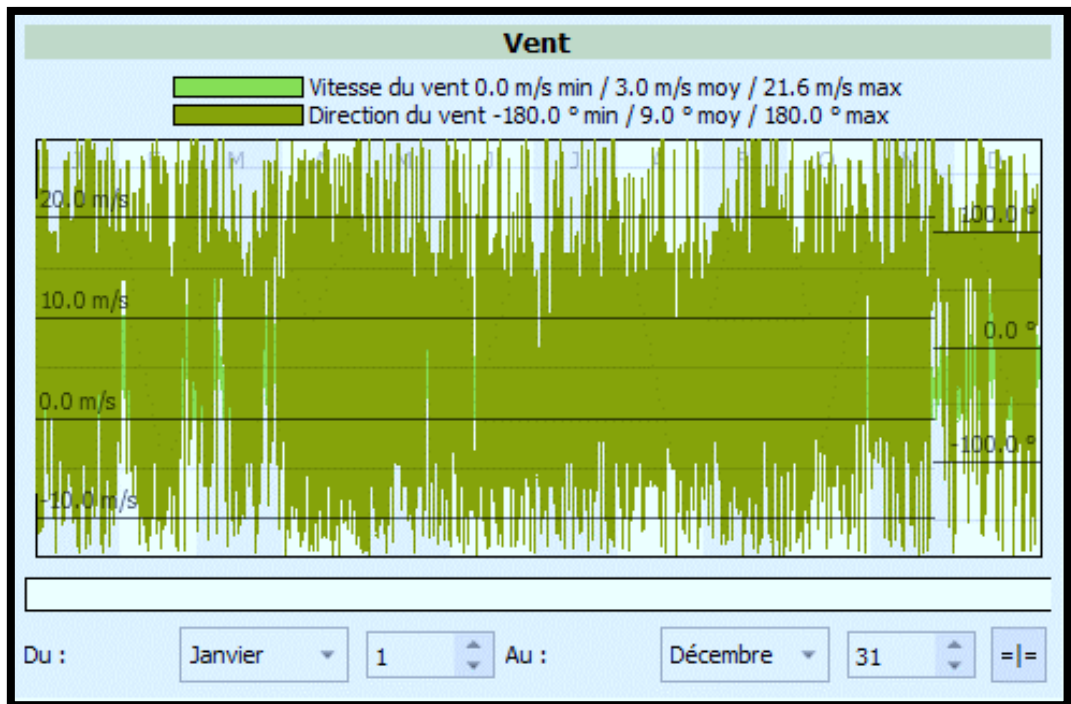 Vent
Vitesse du vent 0.0 m/s min / 3.0 m/s moy / 21.6 m/s max
Direction du vent -180.0 ° min / 9.0 ° moy / 180.0 ° max
J F M A M J J A S O N D
20.0 m/s
100.0 °
10.0 m/s
0.0 °
0.0 m/s
-100.0 °
-10.0 m/s
Du : Janvier 1 Au : Décembre 31 =|=